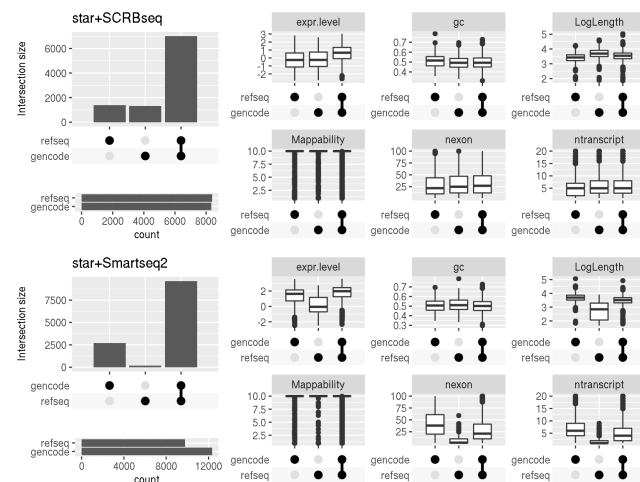 star+SCRBseq
Intersection size
6000
4000
2000
0
refseq
gencode
refseq
gencode
0 2000 4000 6000 8000
count
expr.level
3
2
1
0
-1
-2
refseq
gencode
gc
0.7
0.6
0.5
0.4
refseq
gencode
LogLength
5
4
3
2
refseq
gencode
Mappability
10.0
7.5
5.0
2.5
refseq
gencode
nexon
100
75
50
25
refseq
gencode
ntranscript
20
15
10
5
refseq
gencode
star+Smartseq2
Intersection size
7500
5000
2500
0
gencode
refseq
refseq
gencode
0 4000 8000 12000
count
expr.level
2
0
-2
gencode
refseq
gc
0.7
0.6
0.5
0.4
0.3
gencode
refseq
LogLength
5
4
3
2
gencode
refseq
Mappability
10.0
7.5
5.0
2.5
gencode
refseq
nexon
100
75
50
25
gencode
refseq
ntranscript
20
15
10
5
gencode
refseq